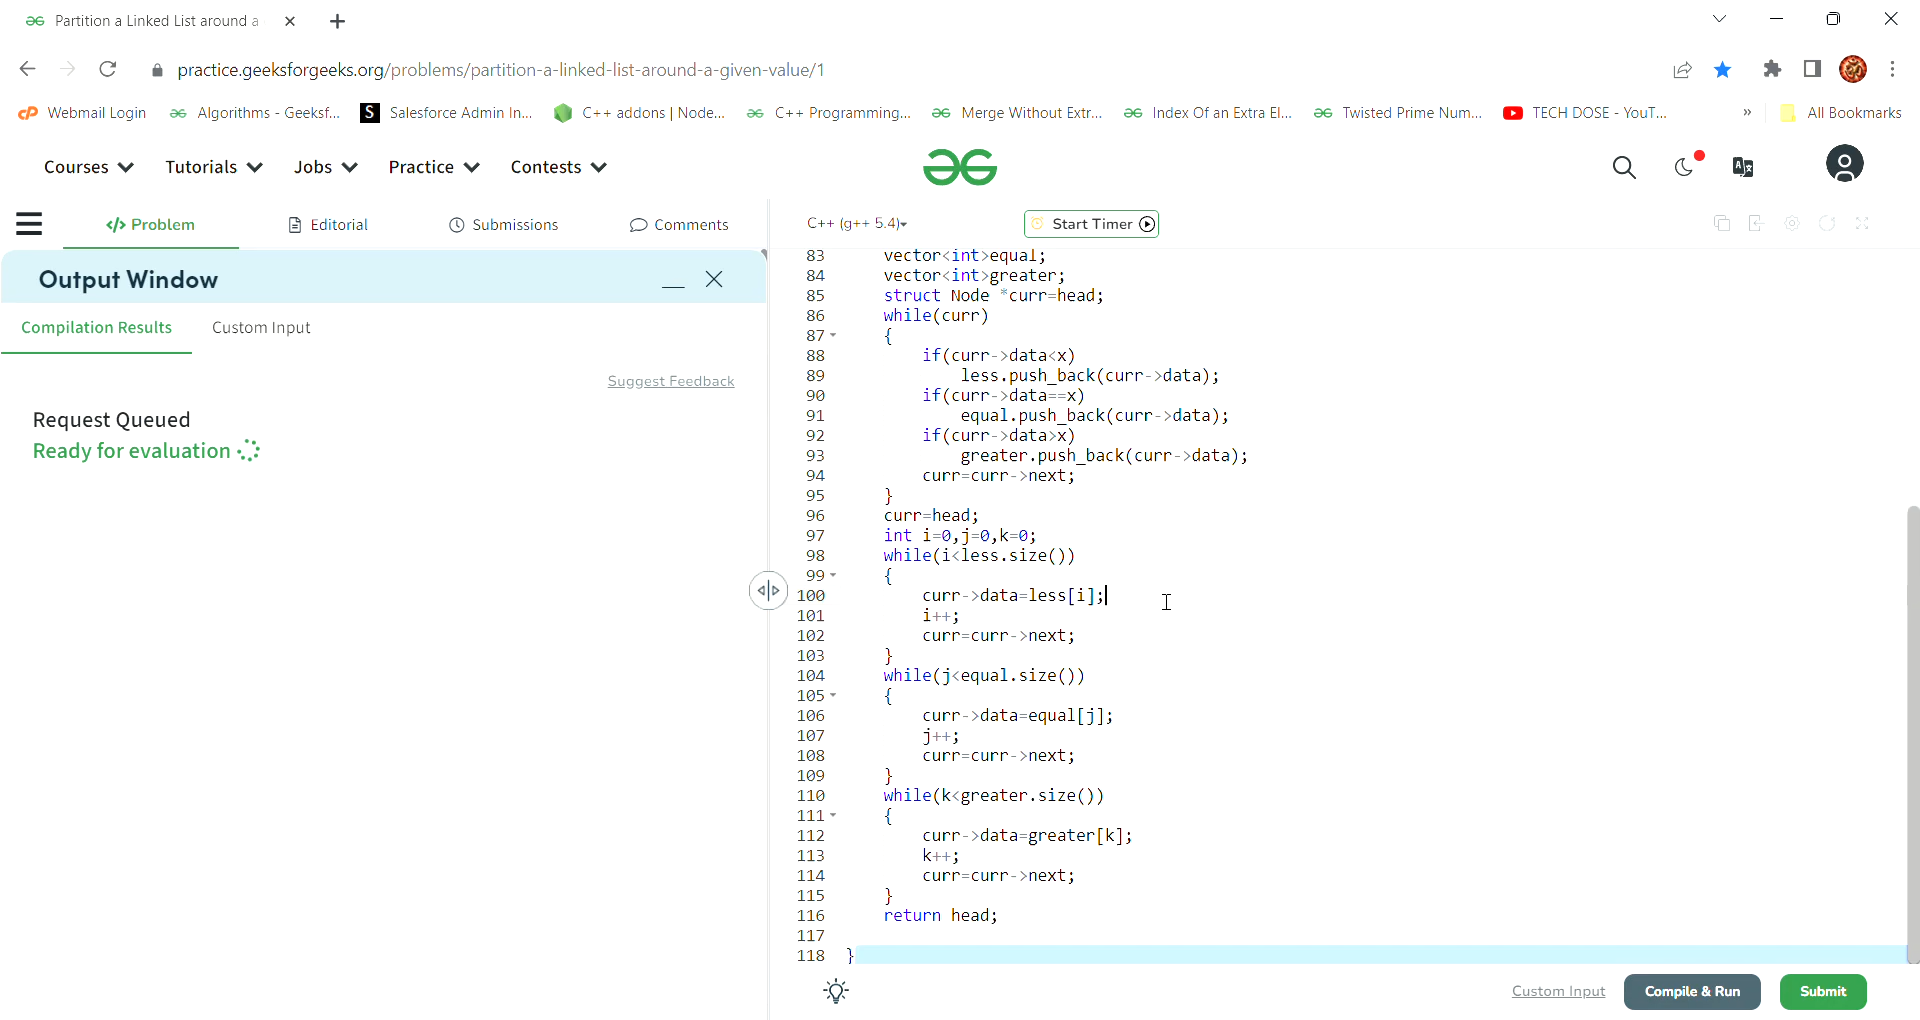 Partition a Linked List around a
practice.geeksforgeeks.org/problems/partition-a-linked-list-around-a-given-value/1
Webmail Login Algorithms - Geeksf... S Salesforce Admin In... C++ addons | Node... C++ Programming,... Merge Without Extr... Index Of an Extra El... Twisted Prime Num... TECH DOSE - YouT... » All Bookmarks
Courses Tutorials Jobs Practice Contests
</> Problem Editorial Submissions Comments
C++ (g++ 5.4) Start Timer
Output Window
Compilation Results Custom Input
Suggest Feedback
Request Queued
Ready for evaluation
83 vector<int>equal;
84 vector<int>greater;
85 struct Node *curr=head;
86 while(curr)
87 {
88 if(curr->data<x)
89 less.push_back(curr->data);
90 if(curr->data==x)
91 equal.push_back(curr->data);
92 if(curr->data>x)
93 greater.push_back(curr->data);
94 curr=curr->next;
95 }
96 curr=head;
97 int i=0,j=0,k=0;
98 while(i<less.size())
99 {
100 curr->data=less[i];
101 i++;
102 curr=curr->next;
103 }
104 while(j<equal.size())
105 {
106 curr->data=equal[j];
107 j++;
108 curr=curr->next;
109 }
110 while(k<greater.size())
111 {
112 curr->data=greater[k];
113 k++;
114 curr=curr->next;
115 }
116 return head;
117
118 }
Custom Input Compile & Run Submit